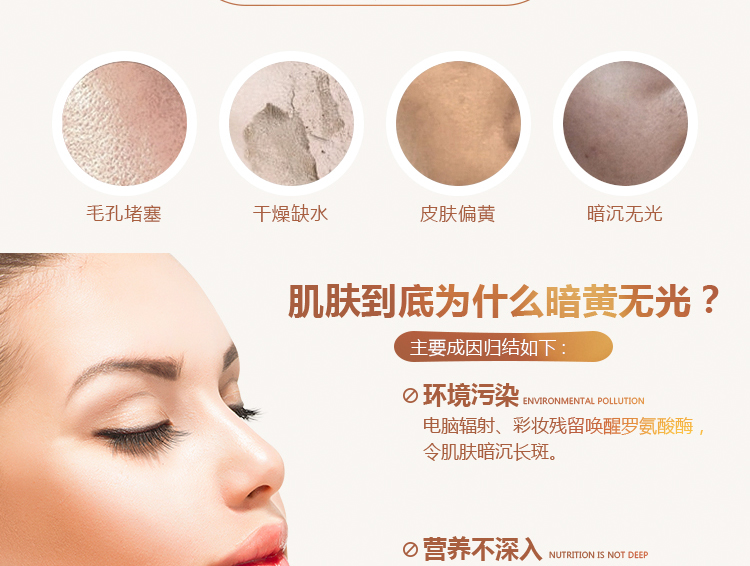 毛孔堵塞 干燥缺水 皮肤偏黄 暗沉无光
肌肤到底为什么暗黄无光？
主要成因归结如下：
环境污染 ENVIRONMENTAL POLLUTION
电脑辐射、彩妆残留唤醒罗氨酸酶，
令肌肤暗沉长斑。
营养不深入 NUTRITION IS NOT DEEP